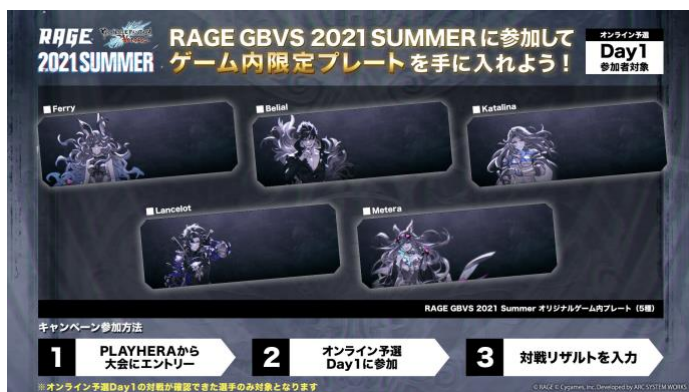 RAGE
GRANBLUE FANTASY Versus
2021 SUMMER
RAGE GBVS 2021 SUMMER に参加して
ゲーム内限定プレートを手に入れよう！
オンライン予選
Day1
参加者対象
■Ferry
■Belial
■Katalina
■Lancelot
■Metera
RAGE GBVS 2021 Summer オリジナルゲーム内プレート（5種）
キャンペーン参加方法
1
PLAYHERAから
大会にエントリー
2
オンライン予選
Day1に参加
3
対戦リザルトを入力
※オンライン予選Day1の対戦が確認できた選手のみ対象となります
© RAGE © Cygames, Inc. Developed by ARC SYSTEM WORKS